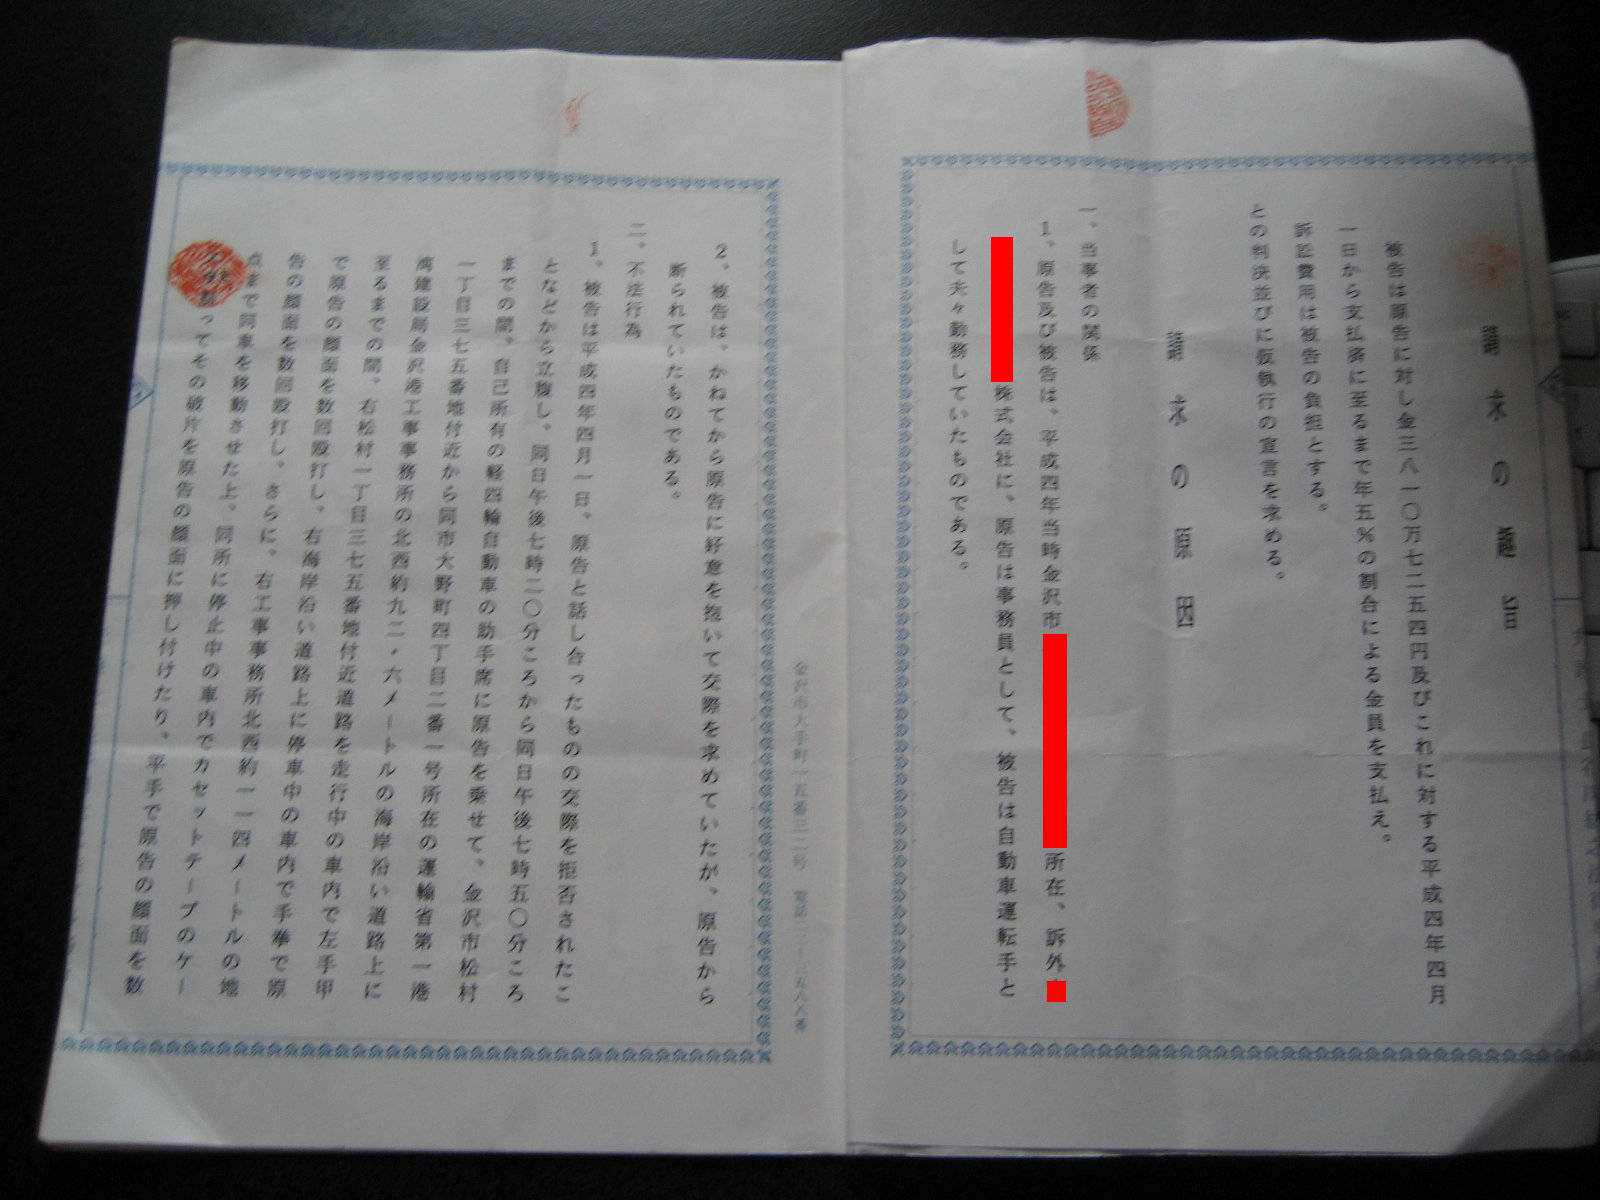 請求の趣旨
被告は原告に対し金三八一〇万七二五四円及びこれに対する平成四年四月
一日から支払済に至るまで年五%の割合による金員を支払え。
訴訟費用は被告の負担とする。
との判決並びに仮執行の宣言を求める。
請求の原因
一、当事者の関係
1、原告及び被告は、平成四年当時金沢市
所在、訴外
株式会社に、原告は事務員として、被告は自動車運転手と
して夫々勤務していたものである。
2、被告は、かねてから原告に好意を抱いて交際を求めていたが、原告から
断られていたものである。
二、不法行為
1、被告は平成四年四月一日、原告と話し合ったものの交際を拒否されたこ
となどから立腹し、同日午後七時二〇分ころから同日午後七時五〇分ころ
までの間、自己所有の軽四輪自動車の助手席に原告を乗せて、金沢市松村
一丁目三七五番地付近から同市大野町四丁目二番一号所在の運輸省第一港
湾建設局金沢港工事事務所の北西約九二・六メートルの海岸沿い道路上に
至るまでの間、右松村一丁目三七五番地付近道路を走行中の車内で左手甲
で原告の顔面を数回殴打し、右海岸沿い道路上に停車中の車内で手拳で原
告の顔面を数回殴打し、さらに、右工事事務所北西約一一四メートルの地
点まで同車を移動させた上、同所に停止中の車内でカセットテープのケー
スを割ってその破片を原告の顔面に押し付けたり、平手で原告の顔面を数
金沢市大手町一五番三二号